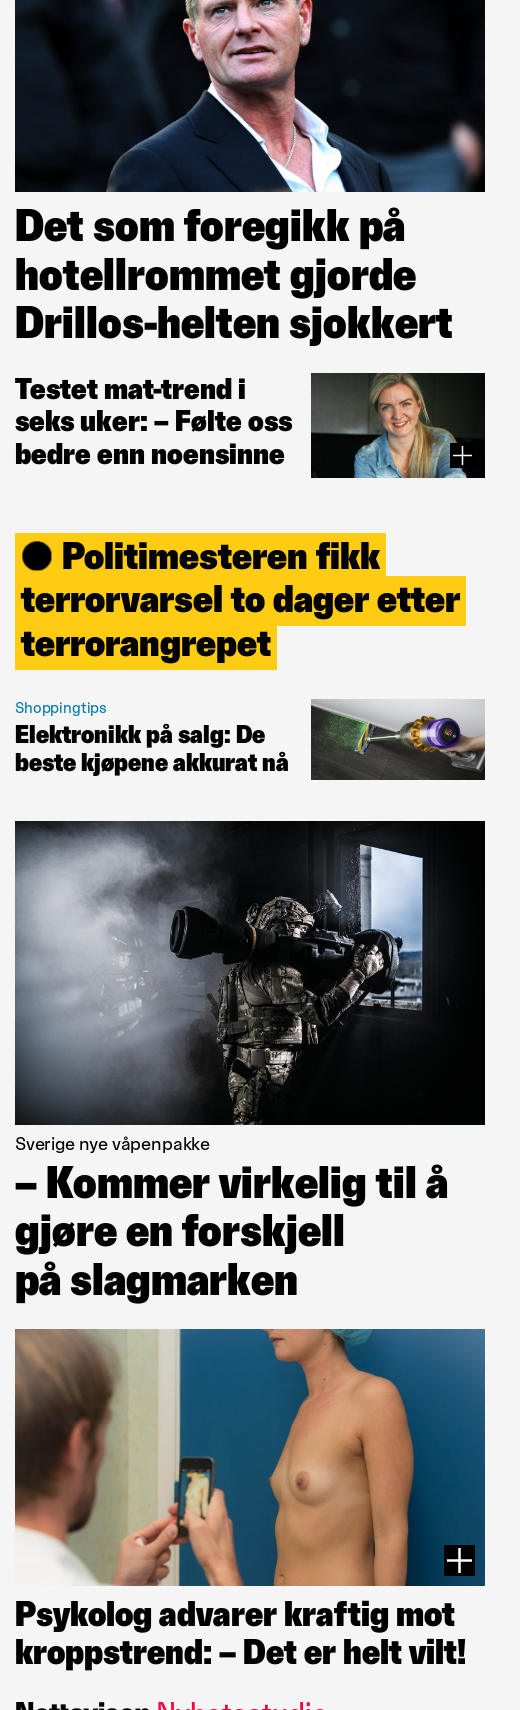 Det som foregikk på
hotellrommet gjorde
Drillos-helten sjokkert
Testet mat-trend i
seks uker: – Følte oss
bedre enn noensinne
Politimesteren fikk
terrorvarsel to dager etter
terrorangrepet
Shoppingtips
Elektronikk på salg: De
beste kjøpene akkurat nå
Sverige nye våpenpakke
– Kommer virkelig til å
gjøre en forskjell
på slagmarken
Psykolog advarer kraftig mot
kroppstrend: – Det er helt vilt!